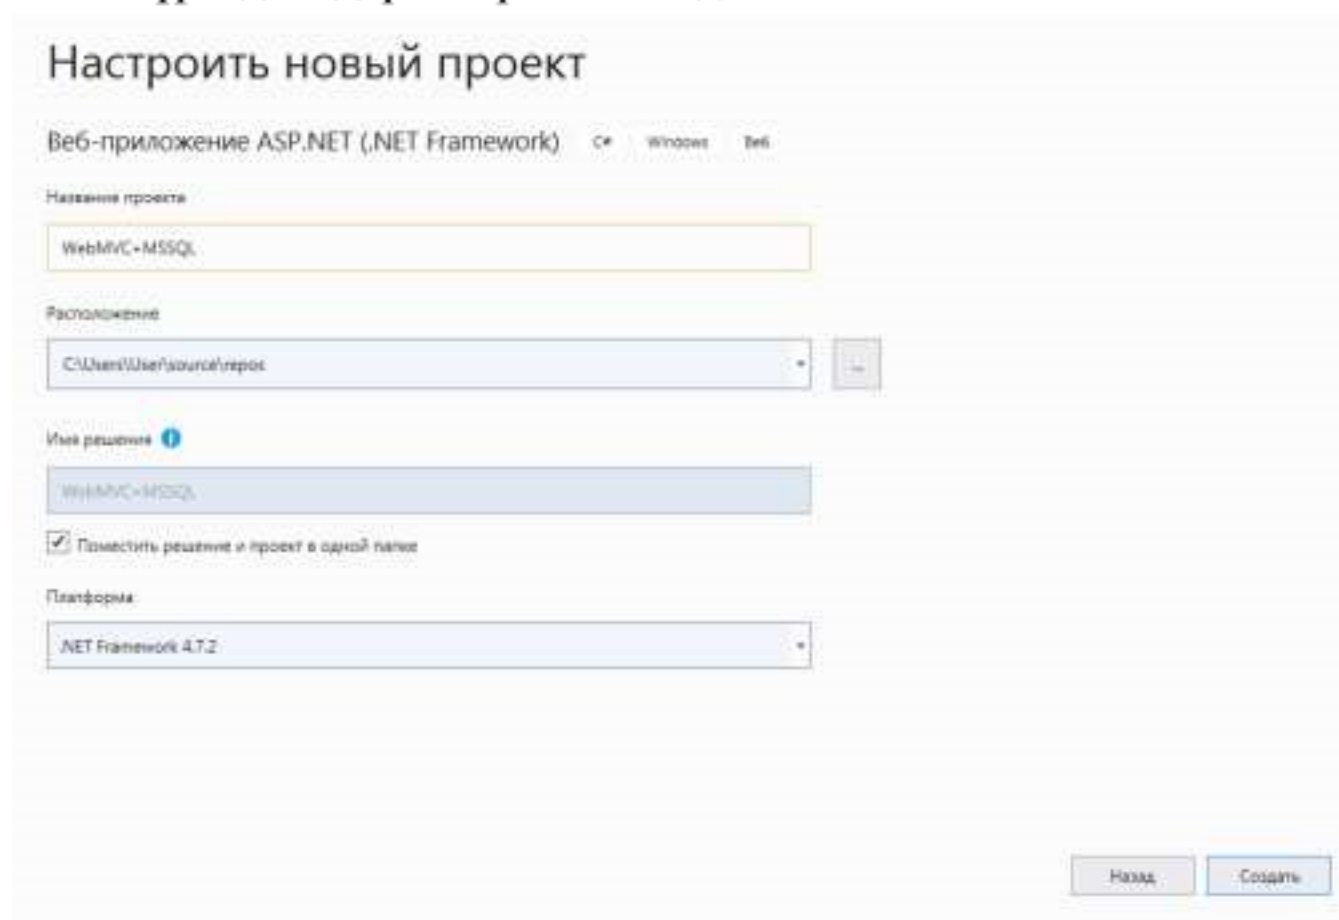 Настроить новый проект
Веб-приложение ASP.NET (.NET Framework) C# Windows Веб
Название проекта
WebMVC+MSSQL
Расположение
C:\Users\User\source\repos
...
Имя решения
WebMVC+MSSQL
Поместить решение и проект в одной папке
Платформа
.NET Framework 4.7.2
Назад Создать